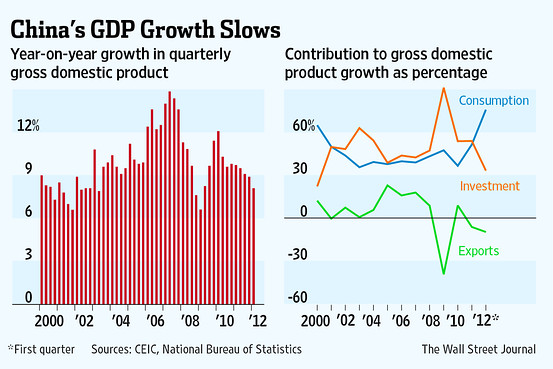 China's GDP Growth Slows
Year-on-year growth in quarterly
gross domestic product
12%
9
6
3
0
2000 '02 '04 '06 '08 '10 '12
Contribution to gross domestic
product growth as percentage
Consumption
60%
30
Investment
0
Exports
-30
-60
2000 '02 '04 '06 '08 '10 '12*
*First quarter Sources: CEIC, National Bureau of Statistics
The Wall Street Journal